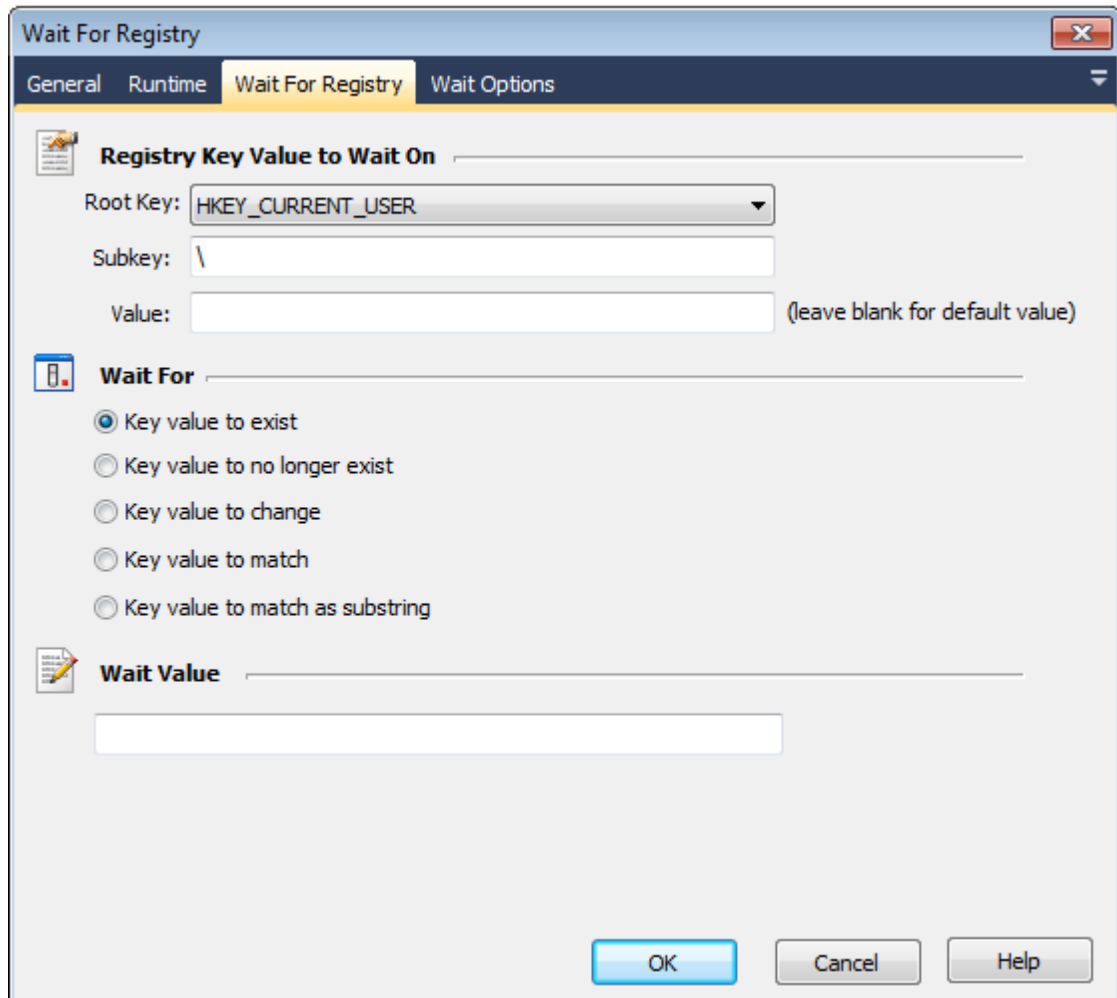 Wait For Registry
General Runtime Wait For Registry Wait Options
Registry Key Value to Wait On
Root Key: HKEY_CURRENT_USER
Subkey: \
Value: (leave blank for default value)
Wait For
Key value to exist
Key value to no longer exist
Key value to change
Key value to match
Key value to match as substring
Wait Value
OK Cancel Help